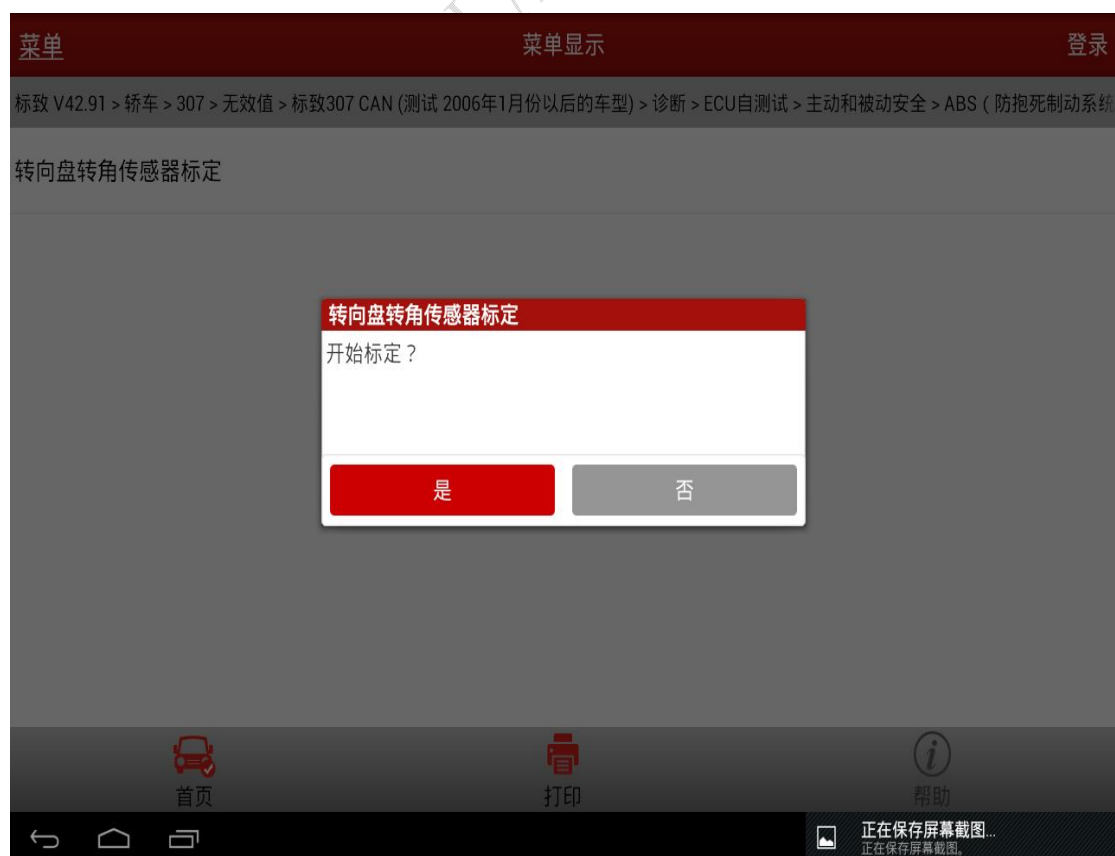 菜单
菜单显示
登录
标致 V42.91 > 轿车 > 307 > 无效值 > 标致307 CAN (测试 2006年1月份以后的车型) > 诊断 > ECU自测试 > 主动和被动安全 > ABS ( 防抱死制动系统
转向盘转角传感器标定
转向盘转角传感器标定
开始标定？
是
否
首页
打印
帮助
正在保存屏幕截图...
正在保存屏幕截图。